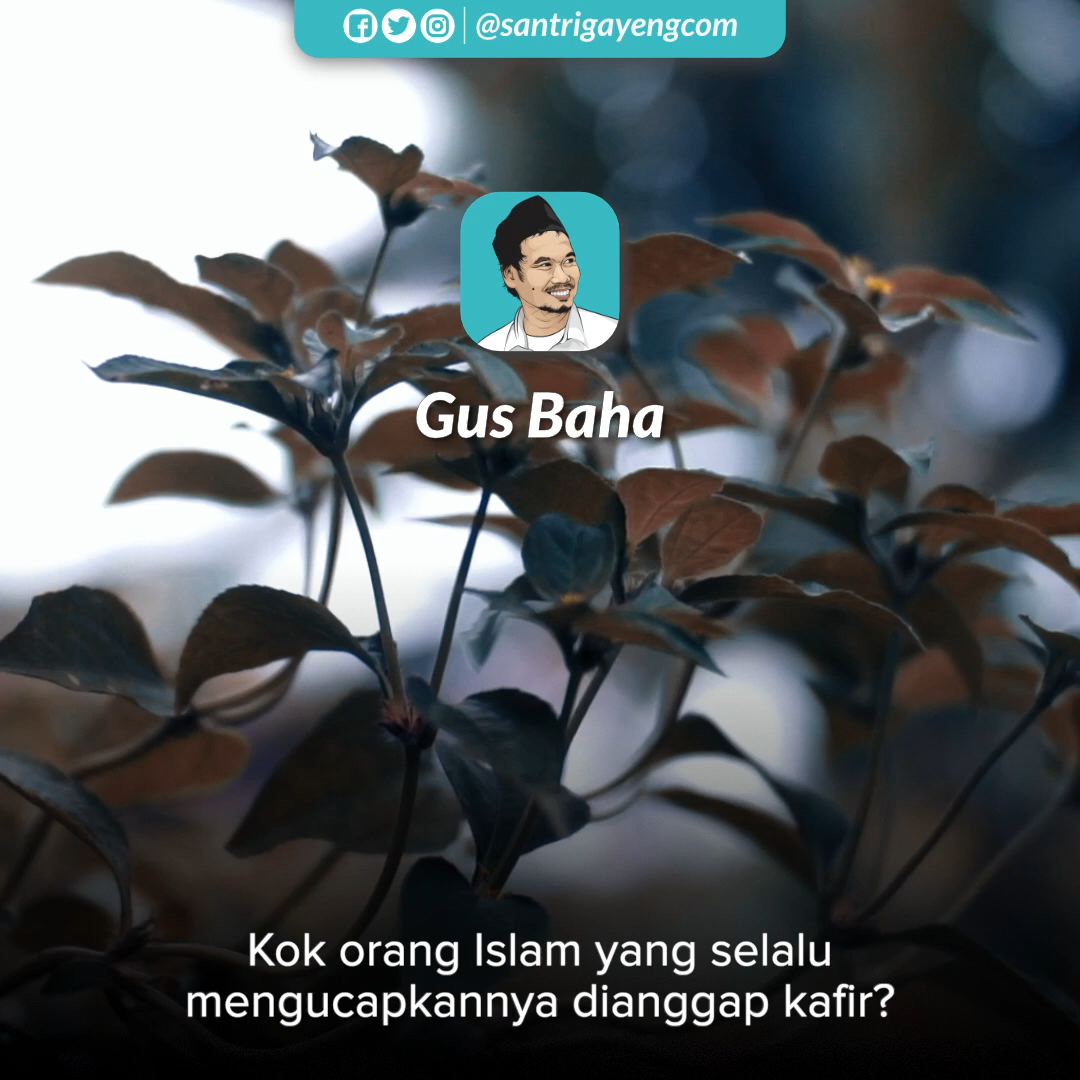 @santrigayengcom
Gus Baha
Kok orang Islam yang selalu
mengucapkannya dianggap kafir?